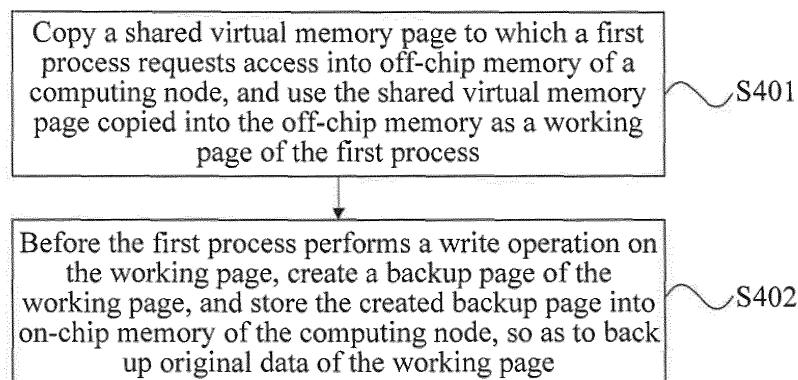 Copy a shared virtual memory page to which a first
process requests access into off-chip memory of a
computing node, and use the shared virtual memory
page copied into the off-chip memory as a working
page of the first process
S401
Before the first process performs a write operation on
the working page, create a backup page of the
working page, and store the created backup page into
on-chip memory of the computing node, so as to back
up original data of the working page
S402